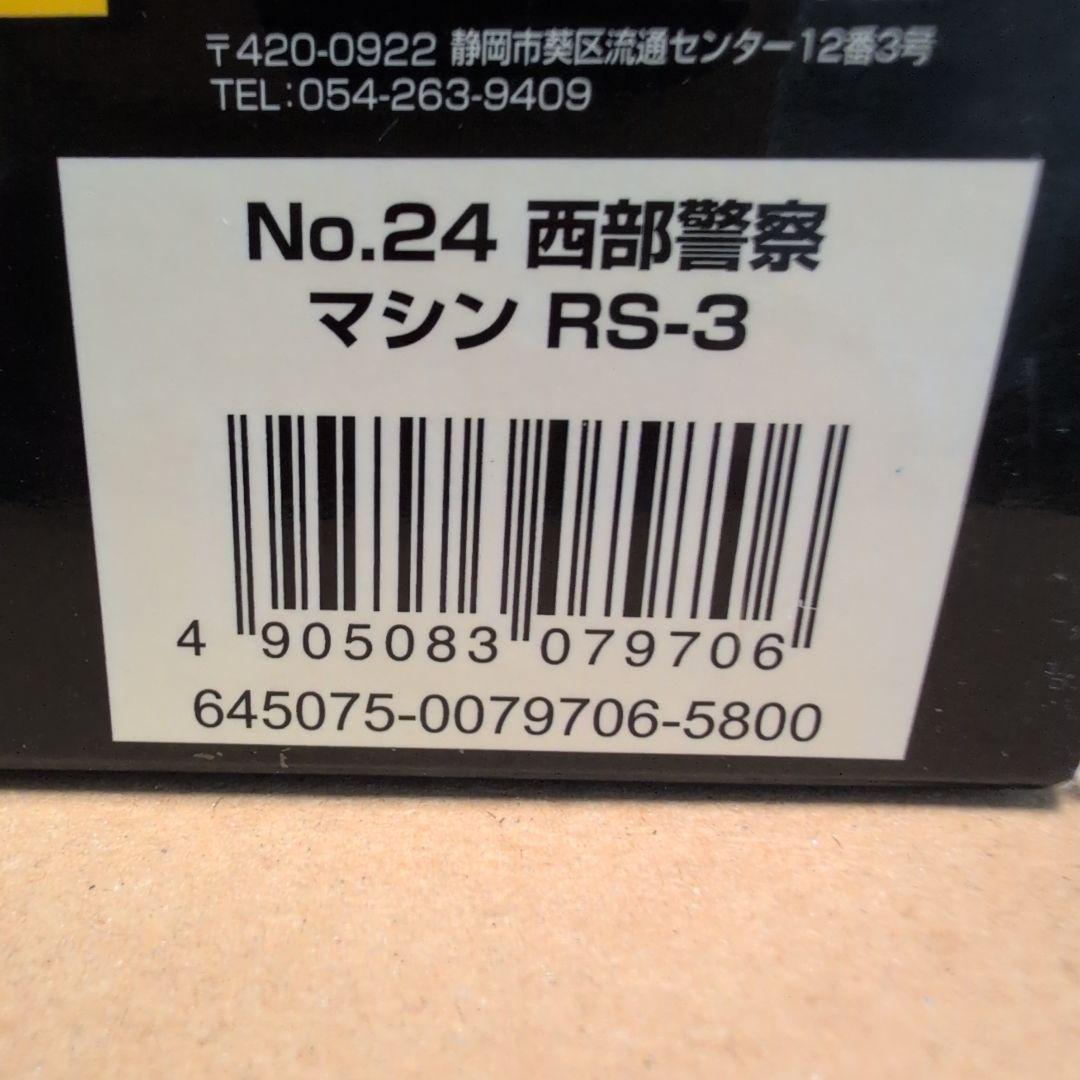 〒420-0922 静岡市葵区流通センター12番3号
TEL:054-263-9409
No.24 西部警察
マシン RS-3
4 905083 079706
645075-0079706-5800